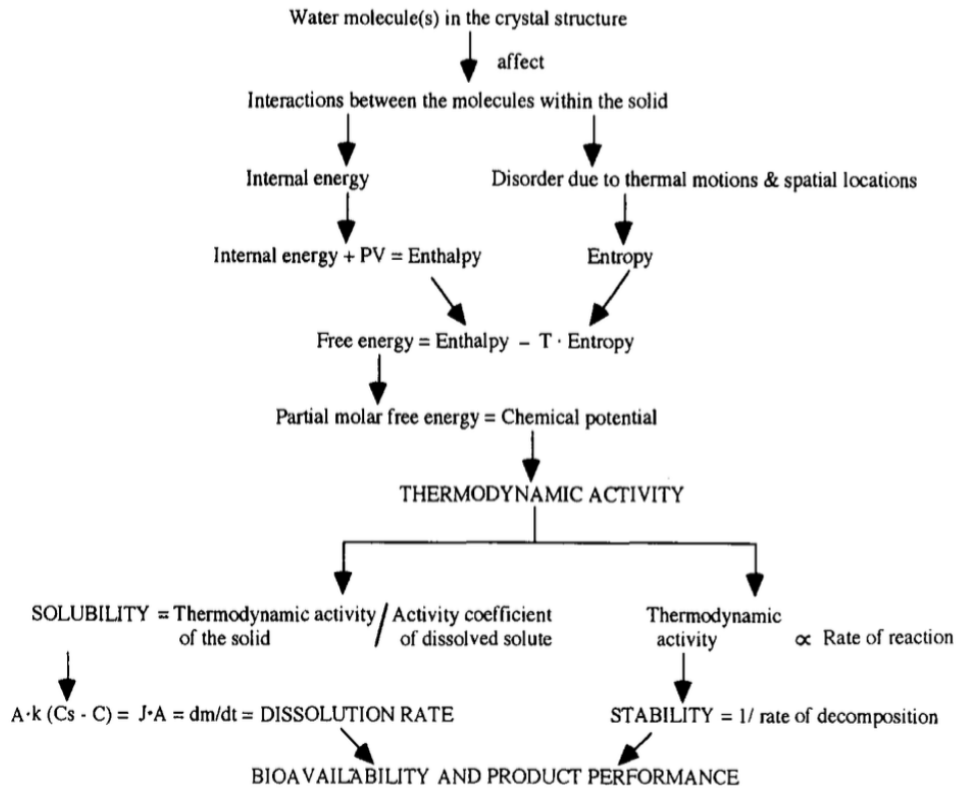 Water molecule(s) in the crystal structure
affect
Interactions between the molecules within the solid
Internal energy
Disorder due to thermal motions & spatial locations
Internal energy + PV = Enthalpy
Entropy
Free energy = Enthalpy – T · Entropy
Partial molar free energy = Chemical potential
THERMODYNAMIC ACTIVITY
SOLUBILITY = Thermodynamic activity / Activity coefficient
of the solid of dissolved solute
Thermodynamic
activity ∝ Rate of reaction
A·k (Cs - C) = J·A = dm/dt = DISSOLUTION RATE
STABILITY = 1/ rate of decomposition
BIOAVAILABILITY AND PRODUCT PERFORMANCE